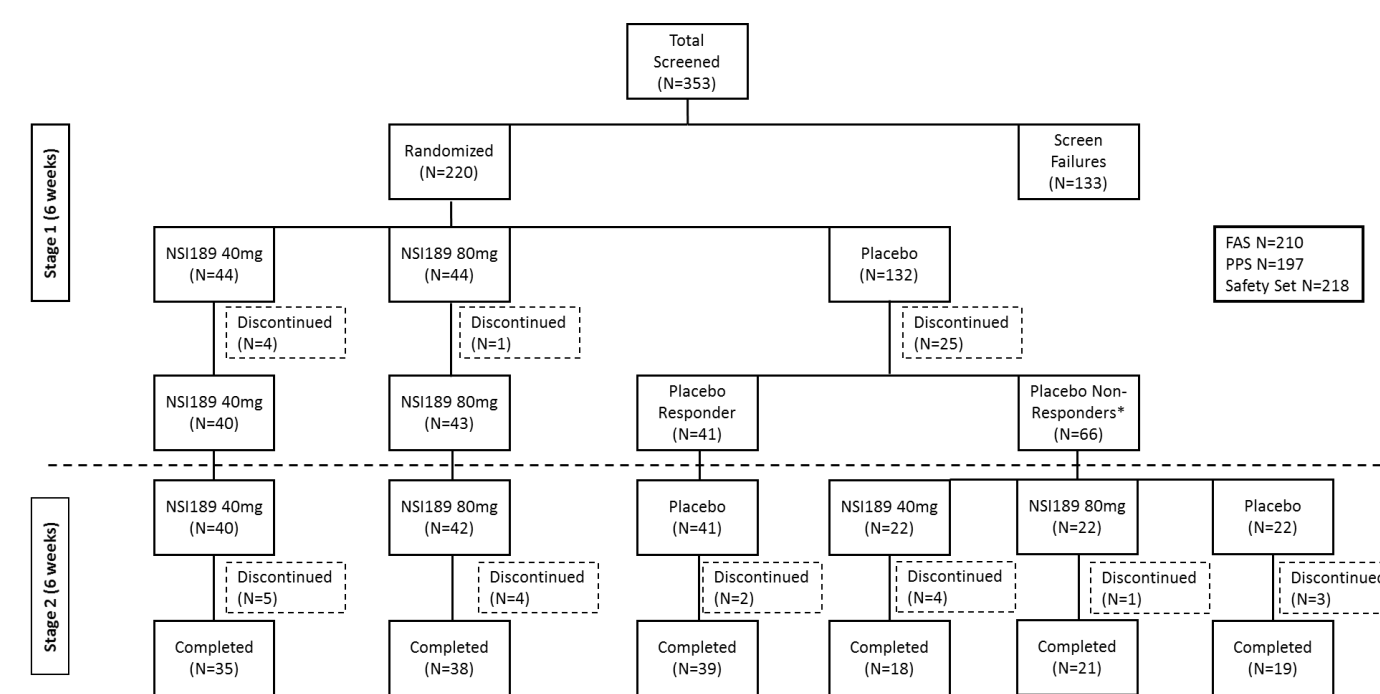 Total
Screened
(N=353)
Stage 1 (6 weeks)
Randomized
(N=220)
Screen
Failures
(N=133)
NSI189 40mg
(N=44)
NSI189 80mg
(N=44)
Placebo
(N=132)
FAS N=210
PPS N=197
Safety Set N=218
Discontinued
(N=4)
Discontinued
(N=1)
Discontinued
(N=25)
NSI189 40mg
(N=40)
NSI189 80mg
(N=43)
Placebo
Responder
(N=41)
Placebo Non-
Responders*
(N=66)
Stage 2 (6 weeks)
NSI189 40mg
(N=40)
NSI189 80mg
(N=42)
Placebo
(N=41)
NSI189 40mg
(N=22)
NSI189 80mg
(N=22)
Placebo
(N=22)
Discontinued
(N=5)
Discontinued
(N=4)
Discontinued
(N=2)
Discontinued
(N=4)
Discontinued
(N=1)
Discontinued
(N=3)
Completed
(N=35)
Completed
(N=38)
Completed
(N=39)
Completed
(N=18)
Completed
(N=21)
Completed
(N=19)